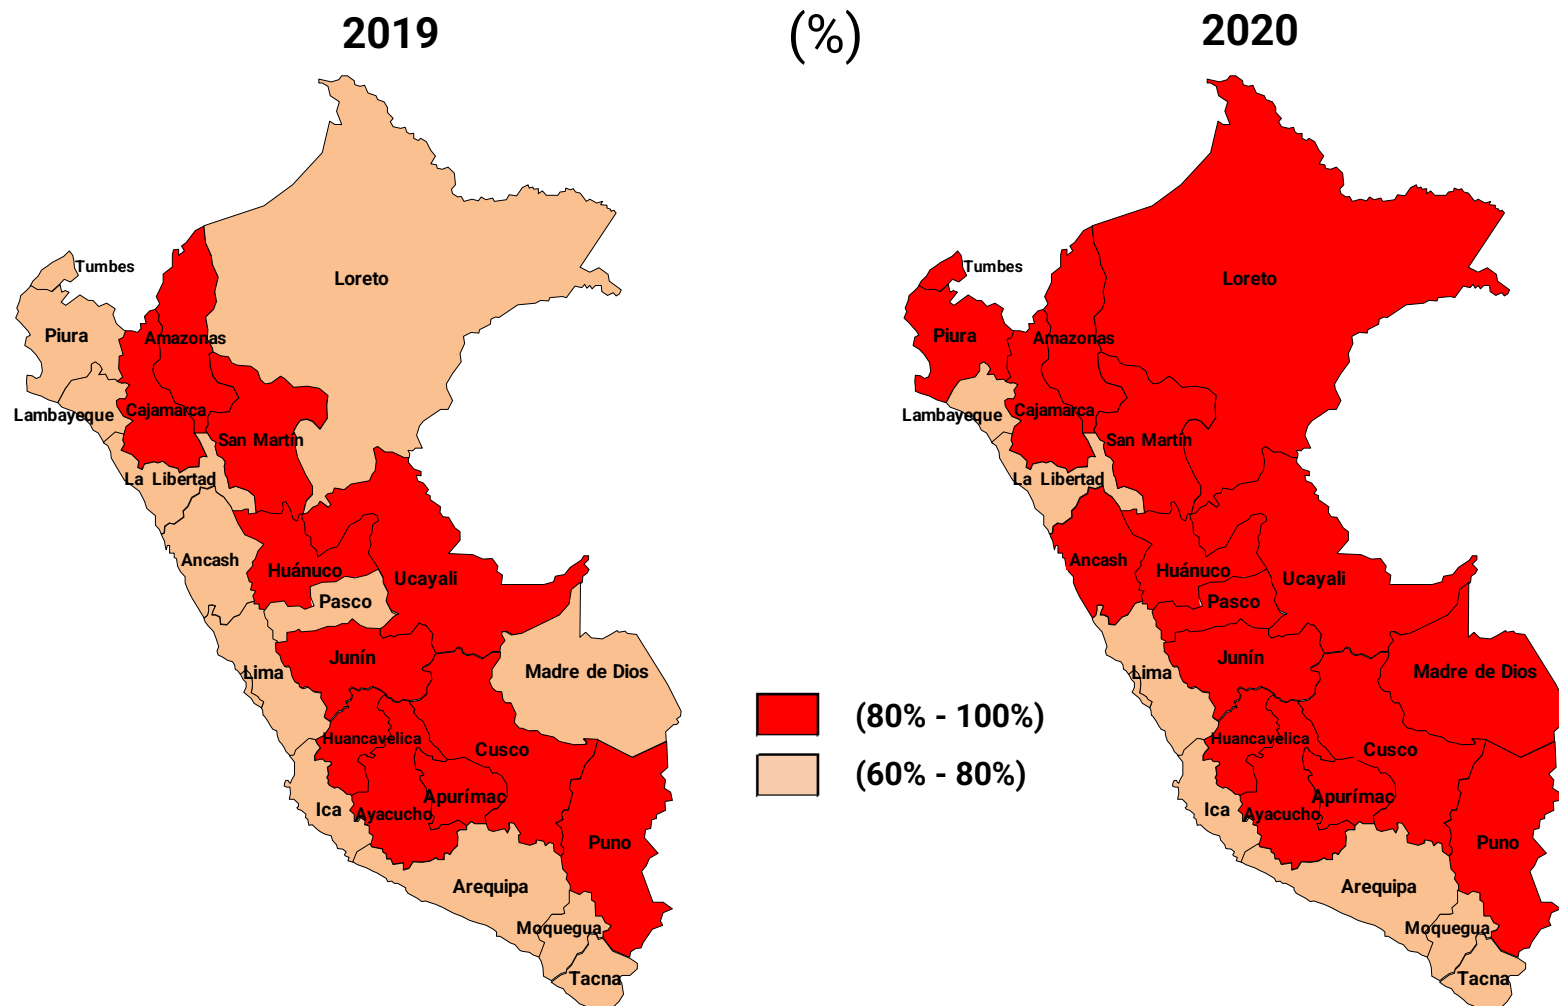 2019
(%)
2020
Tumbes
Loreto
Piura
Amazonas
Lambayeque
Cajamarca
San Martín
La Libertad
Ancash
Huánuco
Ucayali
Pasco
Junín
Lima
Madre de Dios
Huancavelica
Cusco
Ica
Apurímac
Ayacucho
Puno
Arequipa
Moquegua
Tacna
(80% - 100%)
(60% - 80%)
Tumbes
Loreto
Piura
Amazonas
Lambayeque
Cajamarca
San Martín
La Libertad
Ancash
Huánuco
Ucayali
Pasco
Junín
Lima
Madre de Dios
Huancavelica
Cusco
Ica
Apurímac
Ayacucho
Puno
Arequipa
Moquegua
Tacna